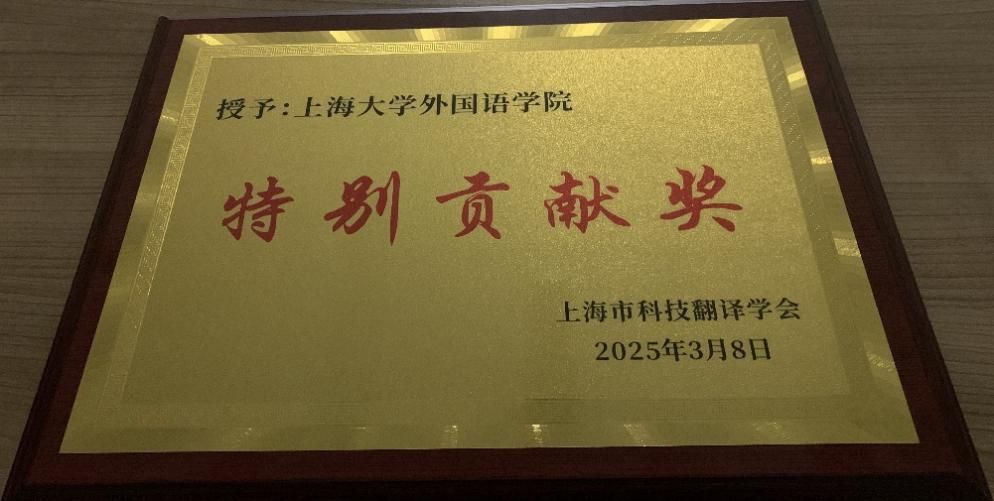 授予:上海大学外国语学院
特别贡献奖
上海市科技翻译学会
2025年3月8日